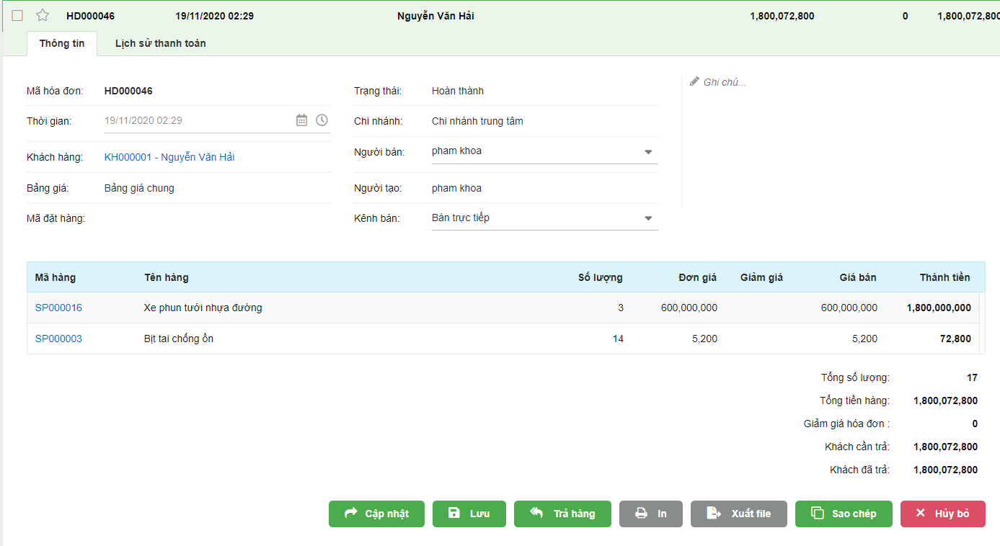 HD000046 19/11/2020 02:29 Nguyễn Văn Hải 1,800,072,800 0 1,800,072,800
Thông tin Lịch sử thanh toán
Mã hóa đơn: HD000046 Trạng thái: Hoàn thành Ghi chú...
Thời gian: 19/11/2020 02:29 Chi nhánh: Chi nhánh trung tâm
Khách hàng: KH000001 - Nguyễn Văn Hải Người bán: pham khoa
Bảng giá: Bảng giá chung Người tạo: pham khoa
Mã đặt hàng: Kênh bán: Bán trực tiếp
Mã hàng Tên hàng Số lượng Đơn giá Giảm giá Giá bán Thành tiền
SP000016 Xe phun tưới nhựa đường 3 600,000,000 600,000,000 1,800,000,000
SP000003 Bịt tai chống ồn 14 5,200 5,200 72,800
Tổng số lượng: 17
Tổng tiền hàng: 1,800,072,800
Giảm giá hóa đơn : 0
Khách cần trả: 1,800,072,800
Khách đã trả: 1,800,072,800
Cập nhật Lưu Trả hàng In Xuất file Sao chép Hủy bỏ